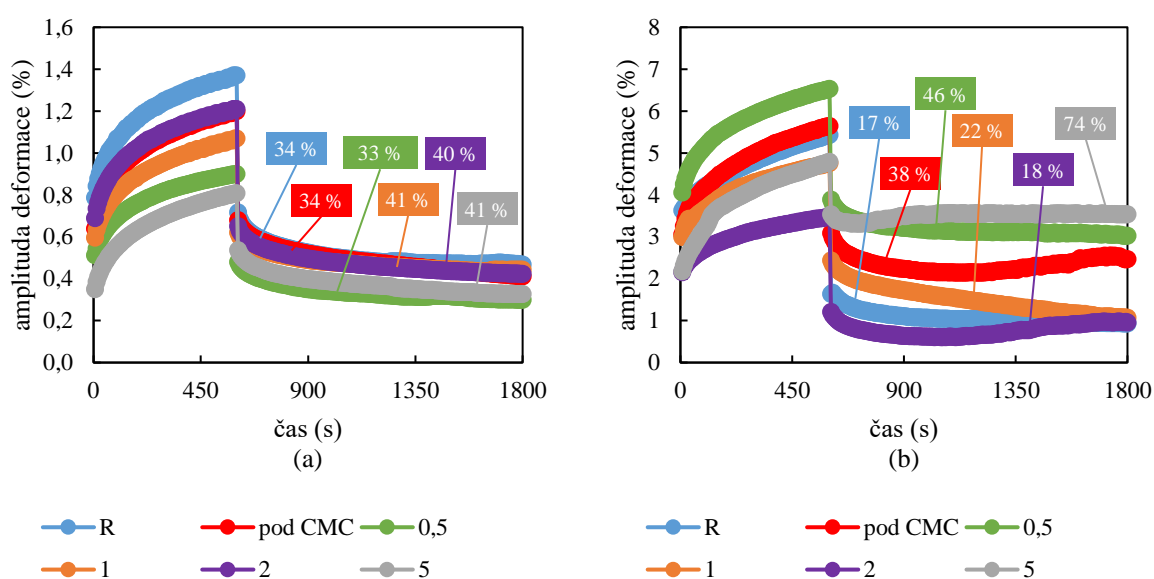 amplituda deformace (%)
1,6
1,4
1,2
1,0
0,8
0,6
0,4
0,2
0,0
34 %
33 %
40 %
34 %
41 %
41 %
0 450 900 1350 1800
čas (s)
(a)
R pod CMC 0,5
1 2 5
amplituda deformace (%)
8
7
6
5
4
3
2
1
0
46 %
17 %
22 %
74 %
38 %
18 %
0 450 900 1350 1800
čas (s)
(b)
R pod CMC 0,5
1 2 5